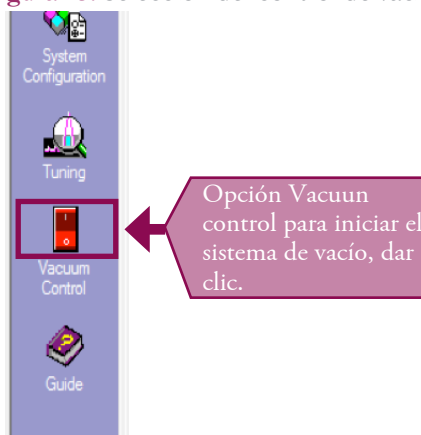 System
Configuration
Tuning
Opción Vacuun
control para iniciar el
sistema de vacío, dar
clic.
Vacuum
Control
Guide